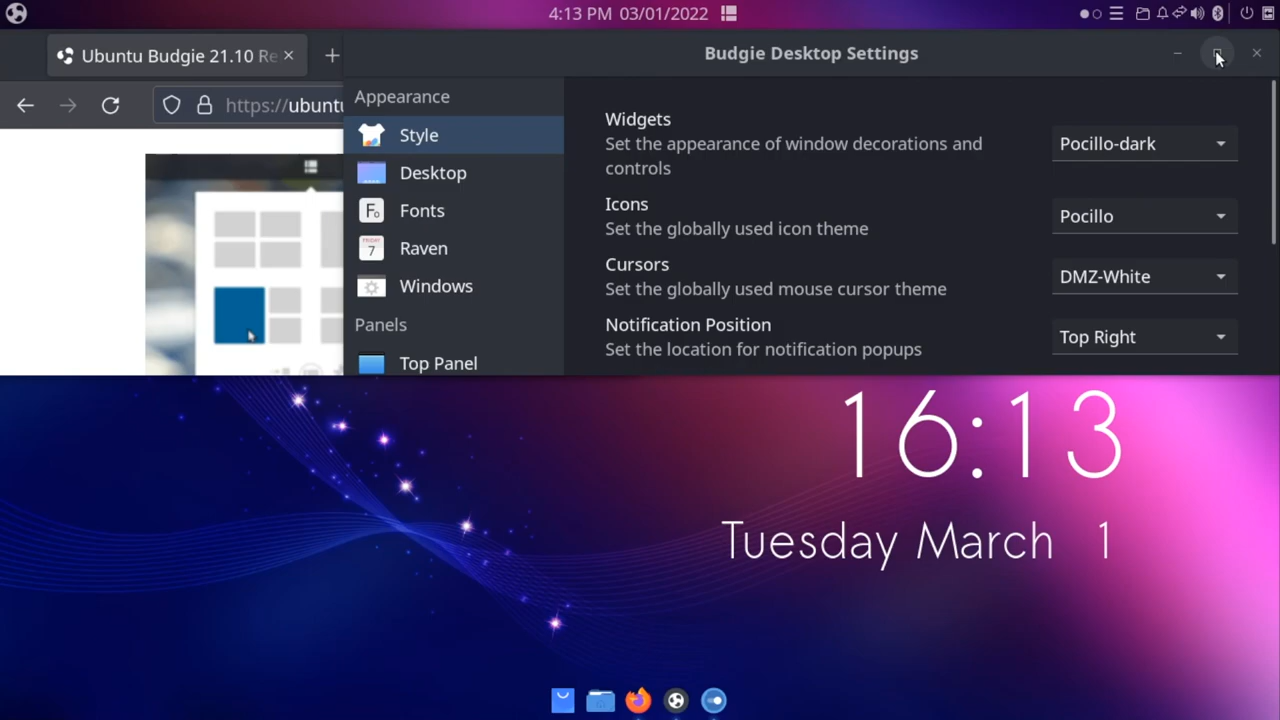 4:13 PM 03/01/2022
Ubuntu Budgie 21.10 Re
https://ubuntu
Budgie Desktop Settings
Appearance
Style
Desktop
Fonts
Raven
FRIDAY
7
Windows
Panels
Top Panel
Widgets
Set the appearance of window decorations and
controls
Pocillo-dark
Icons
Set the globally used icon theme
Pocillo
Cursors
Set the globally used mouse cursor theme
DMZ-White
Notification Position
Set the location for notification popups
Top Right
16:13
Tuesday March 1